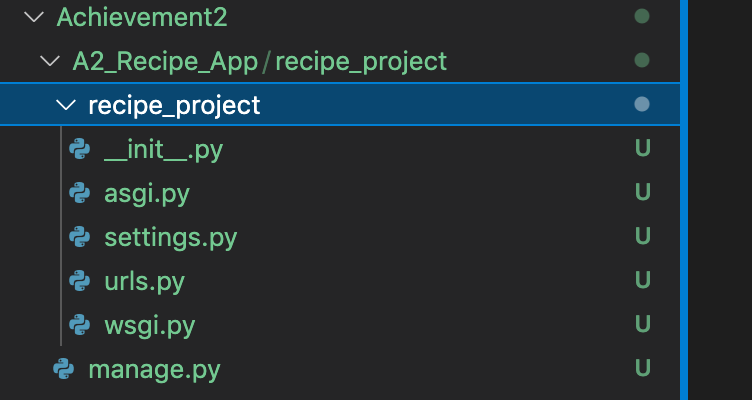 Achievement2
A2_Recipe_App/recipe_project
recipe_project
__init__.py U
asgi.py U
settings.py U
urls.py U
wsgi.py U
manage.py U